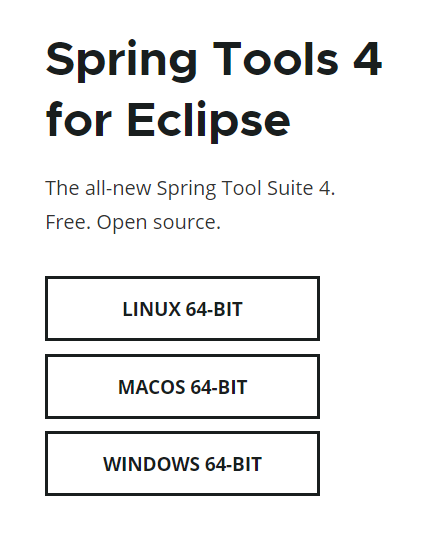 Spring Tools 4
for Eclipse
The all-new Spring Tool Suite 4.
Free. Open source.
LINUX 64-BIT
MACOS 64-BIT
WINDOWS 64-BIT